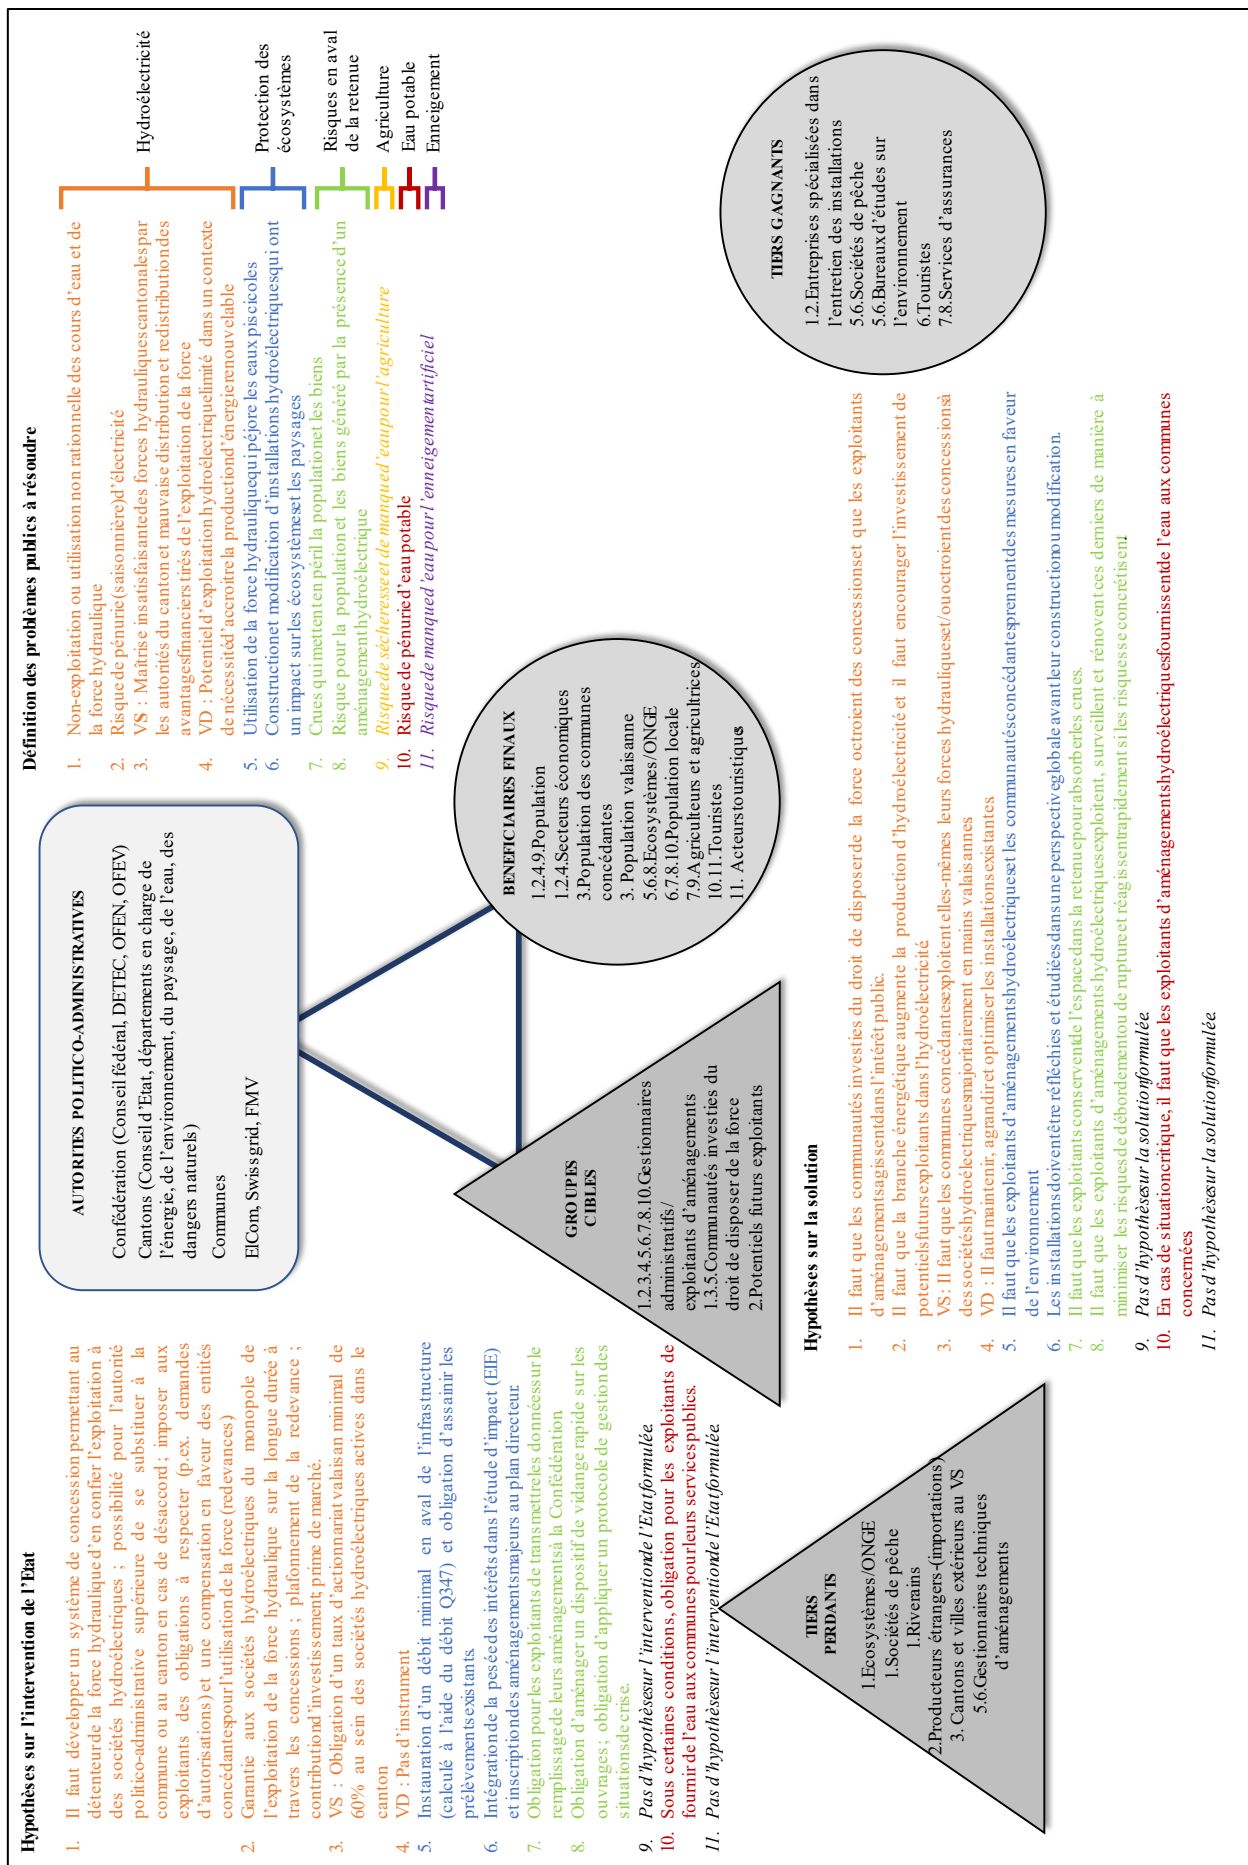 Hypothèses sur l'intervention de l'Etat
1. Il faut développer un système de concession permettant au
détenteur de la force hydraulique d'en confier l'exploitation à
des sociétés hydroélectriques ; possibilité pour l'autorité
politico-administrative supérieure de se substituer à la
commune ou au canton en cas de désaccord ; imposer aux
exploitants des obligations à respecter (p.ex. demandes
d'autorisations) et une compensation en faveur des entités
concédantes pour l'utilisation de la force (redevances)
2. Garantie aux sociétés hydroélectriques du monopole de
l'exploitation de la force hydraulique sur la longue durée à
travers les concessions ; plafonnement de la redevance ;
contribution d'investissement; prime de marché.
3. VS : Obligation d'un taux d'actionnariat valaisan minimal de
60% au sein des sociétés hydroélectriques actives dans le
canton
4. VD : Pas d'instrument
5. Instauration d'un débit minimal en aval de l'infrastructure
(calculé à l'aide du débit Q347) et obligation d'assainir les
prélèvements existants.
6. Intégration de la pesée des intérêts dans l'étude d'impact (EIE)
et inscription des aménagements majeurs au plan directeur.
7. Obligation pour les exploitants de transmettre les données sur le
remplissage de leurs aménagements à la Confédération
8. Obligation d'aménager un dispositif de vidange rapide sur les
ouvrages ; obligation d'appliquer un protocole de gestion des
situations de crise.
9. Pas d'hypothèse sur l'intervention de l'Etat formulée.
10. Sous certaines conditions, obligation pour les exploitants de
fournir de l'eau aux communes pour leurs services publics.
11. Pas d'hypothèse sur l'intervention de l'Etat formulée.
AUTORITES POLITICO-ADMINISTRATIVES
Confédération (Conseil fédéral, DETEC, OFEN, OFEV)
Cantons (Conseil d'Etat, départements en charge de
l'énergie, de l'environnement, du paysage, de l'eau, des
dangers naturels)
Communes
ElCom, Swissgrid, FMV
Définition des problèmes publics à résoudre
1. Non-exploitation ou utilisation non rationnelle des cours d'eau et de
la force hydraulique
2. Risque de pénurie (saisonnière) d'électricité
3. VS : Maîtrise insatisfaisante des forces hydrauliques cantonales par
les autorités du canton et mauvaise distribution et redistribution des
avantages financiers tirés de l'exploitation de la force
4. VD : Potentiel d'exploitation hydroélectrique limité dans un contexte
de nécessité d'accroitre la production d'énergie renouvelable
5. Utilisation de la force hydraulique qui péjore les eaux piscicoles
6. Construction et modification d'installations hydroélectriques qui ont
un impact sur les écosystèmes et les paysages
7. Crues qui mettent en péril la population et les biens
8. Risque pour la population et les biens généré par la présence d'un
aménagement hydroélectrique
9. Risque de sécheresse et de manque d'eau pour l'agriculture
10. Risque de pénurie d'eau potable
11. Risque de manque d'eau pour l'enneigement artificiel
Hydroélectricité
Protection des
écosystèmes
Risques en aval
de la retenue
Agriculture
Eau potable
Enneigement
GROUPES
CIBLES
1.2.3.4.5.6.7.8.10.Gestionnaires
administratifs/
exploitants d'aménagements
1.3.5.Communautés investies du
droit de disposer de la force
2.Potentiels futurs exploitants
BENEFICIAIRES FINAUX
1.2.4.9.Population
1.2.4.Secteurs économiques
3.Population des communes
concédantes
3. Population valaisanne
5.6.8.Ecosystèmes/ONGE
6.7.8.10.Population locale
7.9.Agriculteurs et agricultrices
10.11.Touristes
11. Acteurs touristiques
TIERS
PERDANTS
1.Ecosystèmes/ONGE
1.Sociétés de pêche
1.Riverains
2.Producteurs étrangers (importations)
3. Cantons et villes extérieurs au VS
5.6.Gestionnaire techniques
d'aménagements
Hypothèses sur la solution
1. Il faut que les communautés investies du droit de disposer de la force octroient des concessions et que les exploitants
d'aménagements agissent dans l'intérêt public.
2. Il faut que la branche énergétique augmente la production d'hydroélectricité et il faut encourager l'investissement de
potentiels futurs exploitants dans l'hydroélectricité
3. VS: Il faut que les communes concédantes exploitent elles-mêmes leurs forces hydrauliques et/ou octroient des concessions à
des sociétés hydroélectriques majoritairement en mains valaisannes
4. VD : Il faut maintenir, agrandir et optimiser les installations existantes
5. Il faut que les exploitants d'aménagements hydroélectriques et les communautés concédantes prennent des mesures en faveur
de l'environnement
6. Les installations doivent être réfléchies et étudiées dans une perspective globale avant leur construction ou modification.
7. Il faut que les exploitants conservent de l'espace dans la retenue pour absorber les crues.
8. Il faut que les exploitants d'aménagements hydroélectriques exploitent, surveillent et rénovent ces derniers de manière à
minimiser les risques de débordement ou de rupture et réagissent rapidement si les risques se concrétisent.
9. Pas d'hypothèse sur la solution formulée.
10. En cas de situation critique, il faut que les exploitants d'aménagements hydroélectriques fournissent de l'eau aux communes
concernées
11. Pas d'hypothèse sur la solution formulée.
TIERS GAGNANTS
1.2.Entreprises spécialisées dans
l'entretien des installations
5.6.Sociétés de pêche
5.6.Bureaux d'études sur
l'environnement
6.Touristes
7.8.Services d'assurances